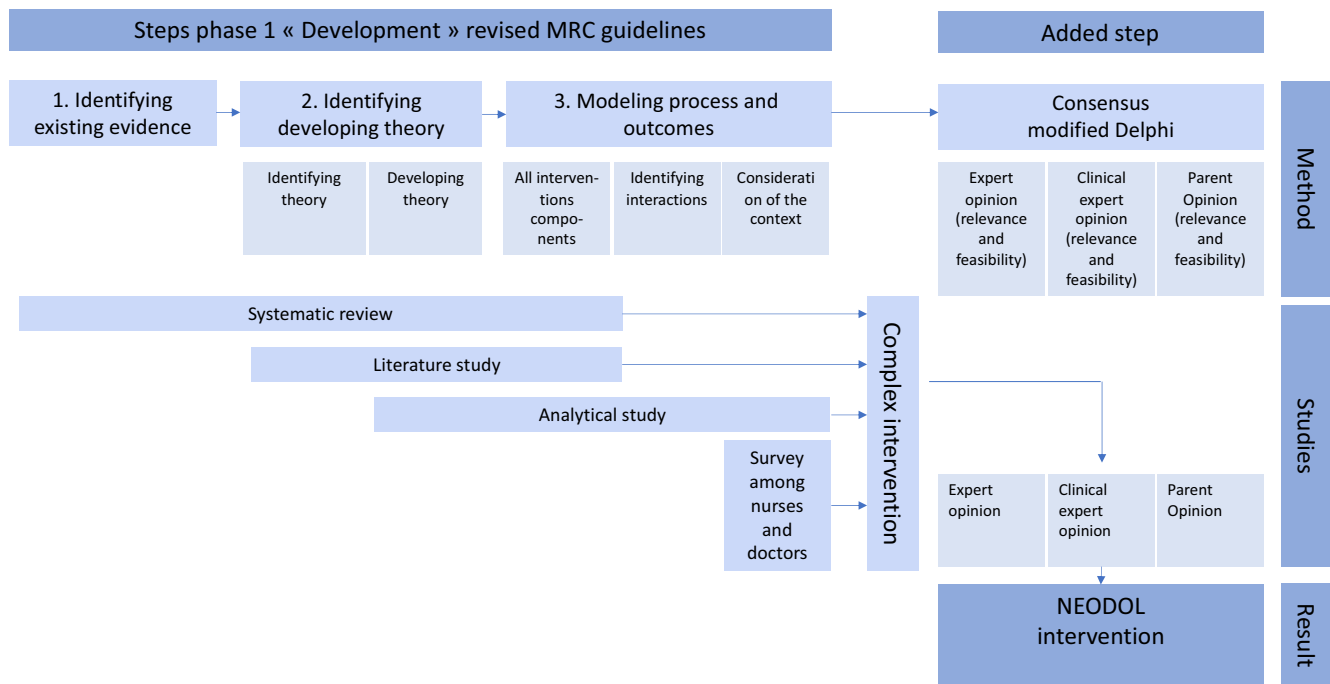 Steps phase 1 « Development » revised MRC guidelines
Added step
1. Identifying
existing evidence
2. Identifying
developing theory
3. Modeling process and
outcomes
Consensus
modified Delphi
Method
Identifying
theory
Developing
theory
All interven-
tions
compo-
nents
Identifying
interactions
Considerati
on of the
context
Expert
opinion
(relevance
and
feasibility)
Clinical
expert
opinion
(relevance
and
feasibility)
Parent
Opinion
(relevance
and
feasibility)
Systematic review
Literature study
Analytical study
Survey
among
nurses
and
doctors
Complex intervention
Studies
Expert
opinion
Clinical
expert
opinion
Parent
Opinion
NEODOL
intervention
Result